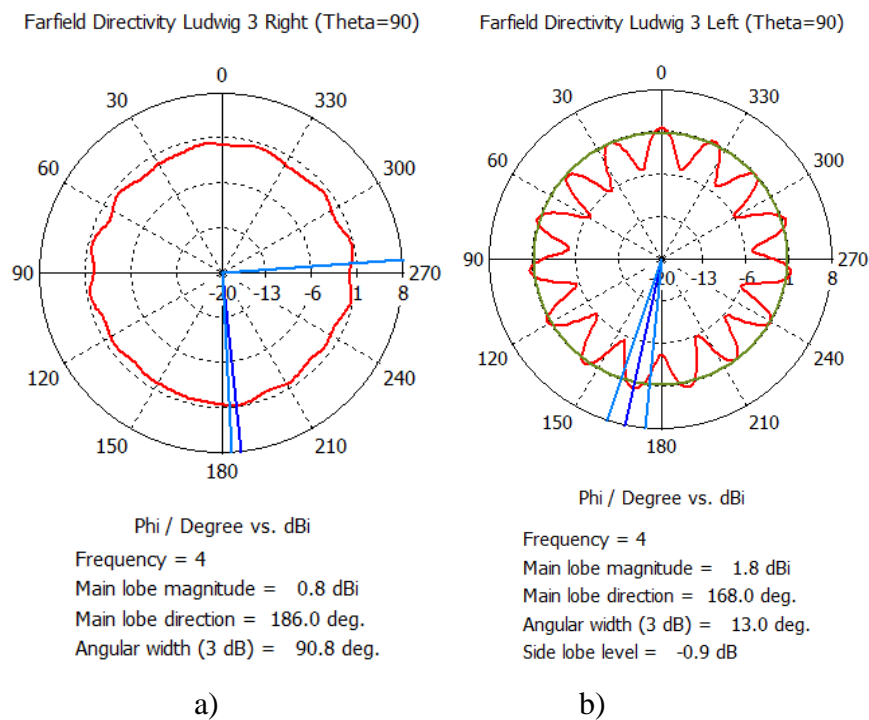 Farfield Directivity Ludwig 3 Right (Theta=90)
0
30
330
60
300
90
270
-20 -13 -6 1 8
120
240
150
210
180
Phi / Degree vs. dBi
Frequency = 4
Main lobe magnitude = 0.8 dBi
Main lobe direction = 186.0 deg.
Angular width (3 dB) = 90.8 deg.
a)
Farfield Directivity Ludwig 3 Left (Theta=90)
0
30
330
60
300
90
270
-20 -13 -6 1 8
120
240
150
210
180
Phi / Degree vs. dBi
Frequency = 4
Main lobe magnitude = 1.8 dBi
Main lobe direction = 168.0 deg.
Angular width (3 dB) = 13.0 deg.
Side lobe level = -0.9 dB
b)